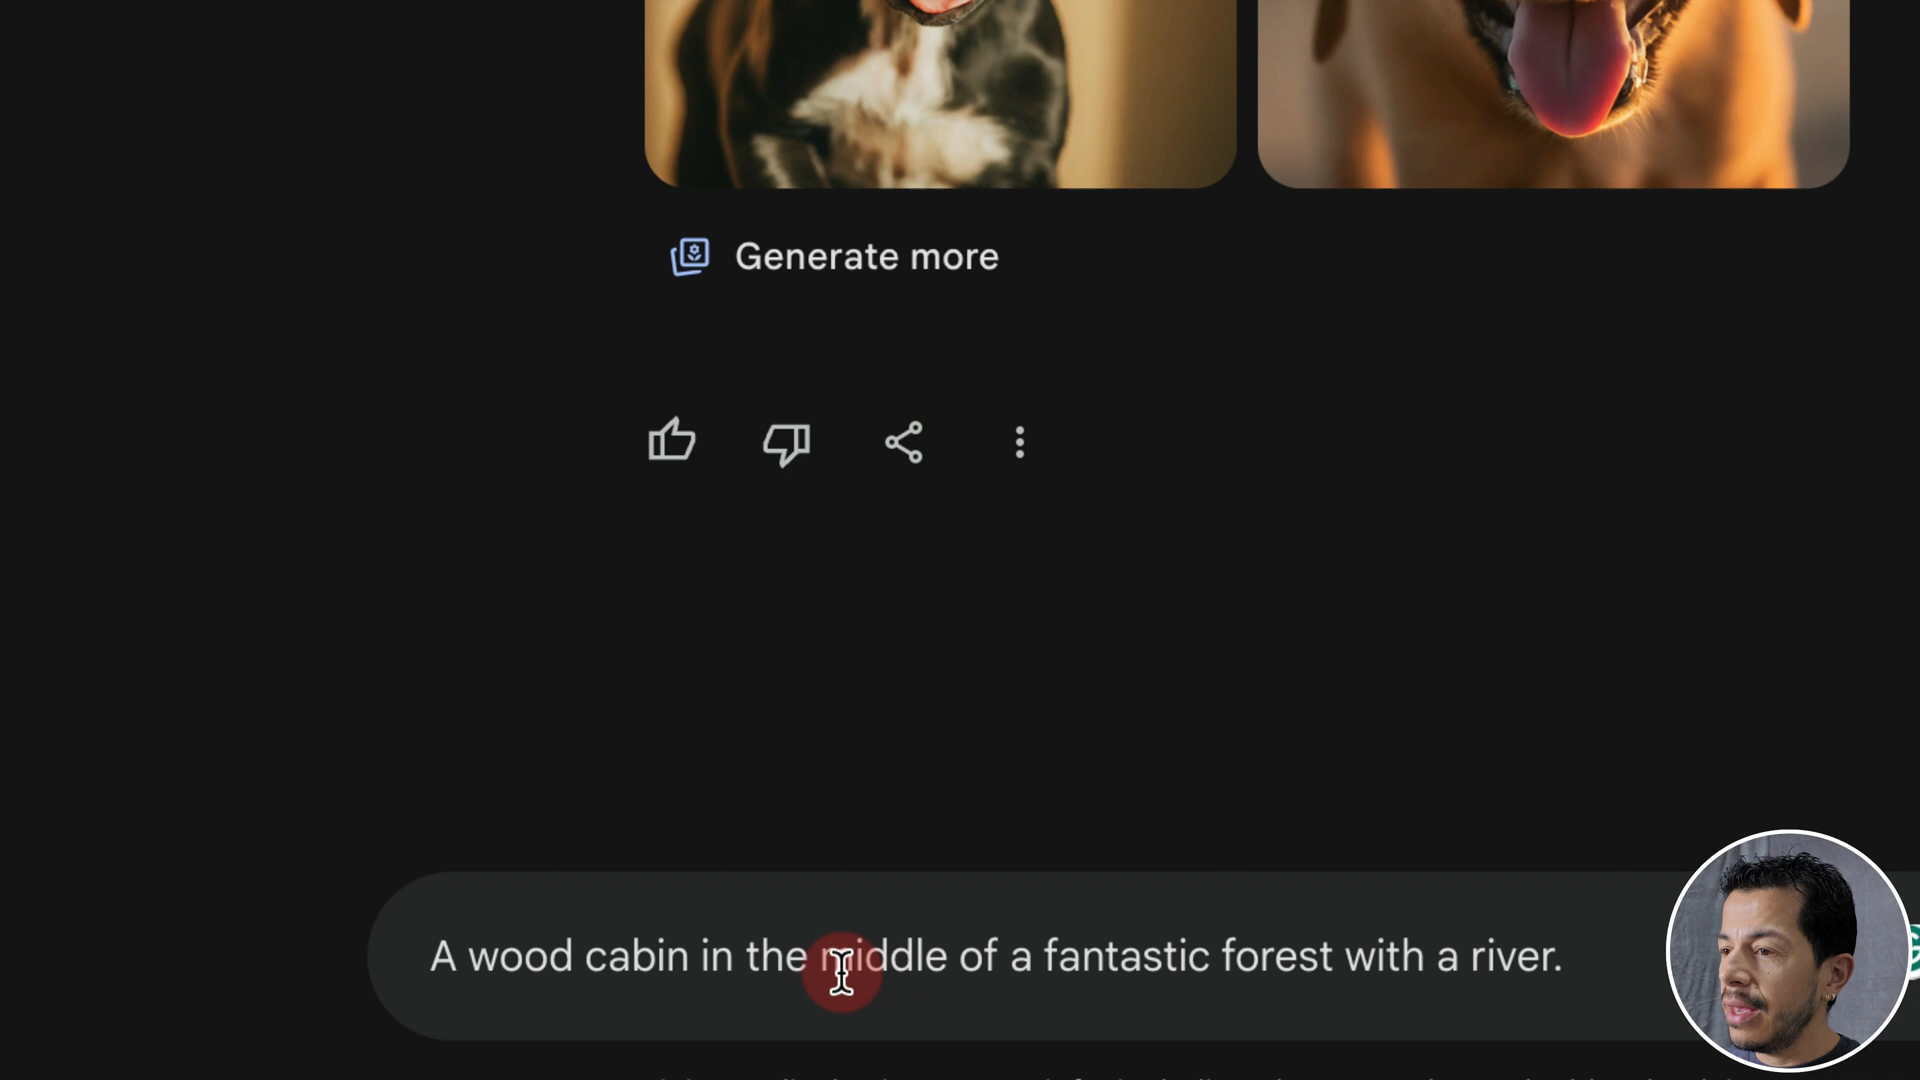 Generate more
A wood cabin in the middle of a fantastic forest with a river.